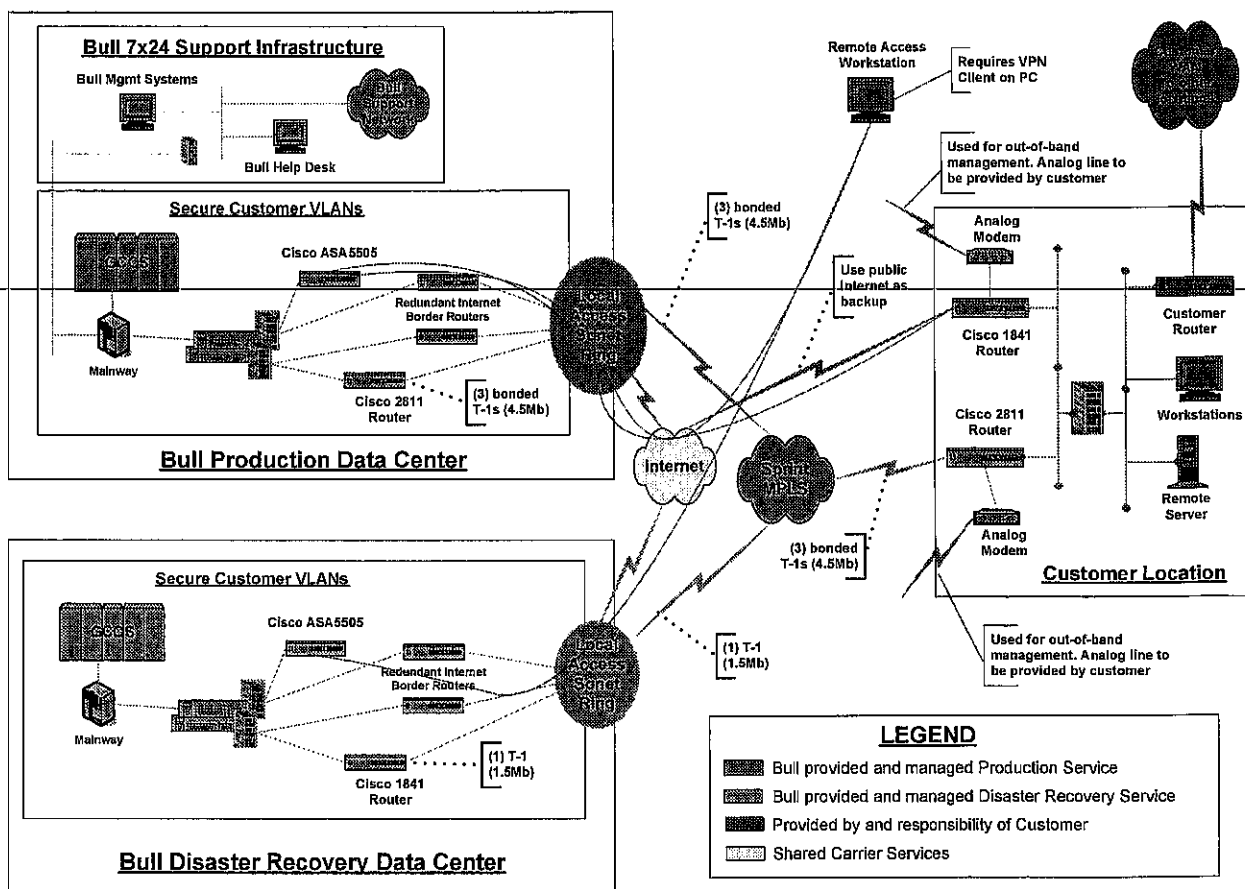 Bull 7x24 Support Infrastructure
Bull Mgmt Systems
Bull
Support
Network
Bull Help Desk
Secure Customer VLANs
GCOS
Cisco ASA5505
Redundant Internet
Border Routers
Mainway
Cisco 2811
Router
(3) bonded
T-1s (4.5Mb)
Bull Production Data Center
Local
Access
Sonet
Ring
(3) bonded
T-1s (4.5Mb)
Remote Access
Workstation
Requires VPN
Client on PC
Used for out-of-band
management. Analog line to
be provided by customer
Use public
Internet as
backup
Internet
Sprint
MPLS
(3) bonded
T-1s (4.5Mb)
(1) T-1
(1.5Mb)
Analog
Modem
Cisco 1841
Router
Customer
Router
Cisco 2811
Router
Workstations
Remote
Server
Analog
Modem
Customer Location
Used for out-of-band
management. Analog line to
be provided by customer
Secure Customer VLANs
GCOS
Cisco ASA5505
Redundant Internet
Border Routers
Mainway
Cisco 1841
Router
(1) T-1
(1.5Mb)
Local
Access
Sonet
Ring
Bull Disaster Recovery Data Center
LEGEND
Bull provided and managed Production Service
Bull provided and managed Disaster Recovery Service
Provided by and responsibility of Customer
Shared Carrier Services